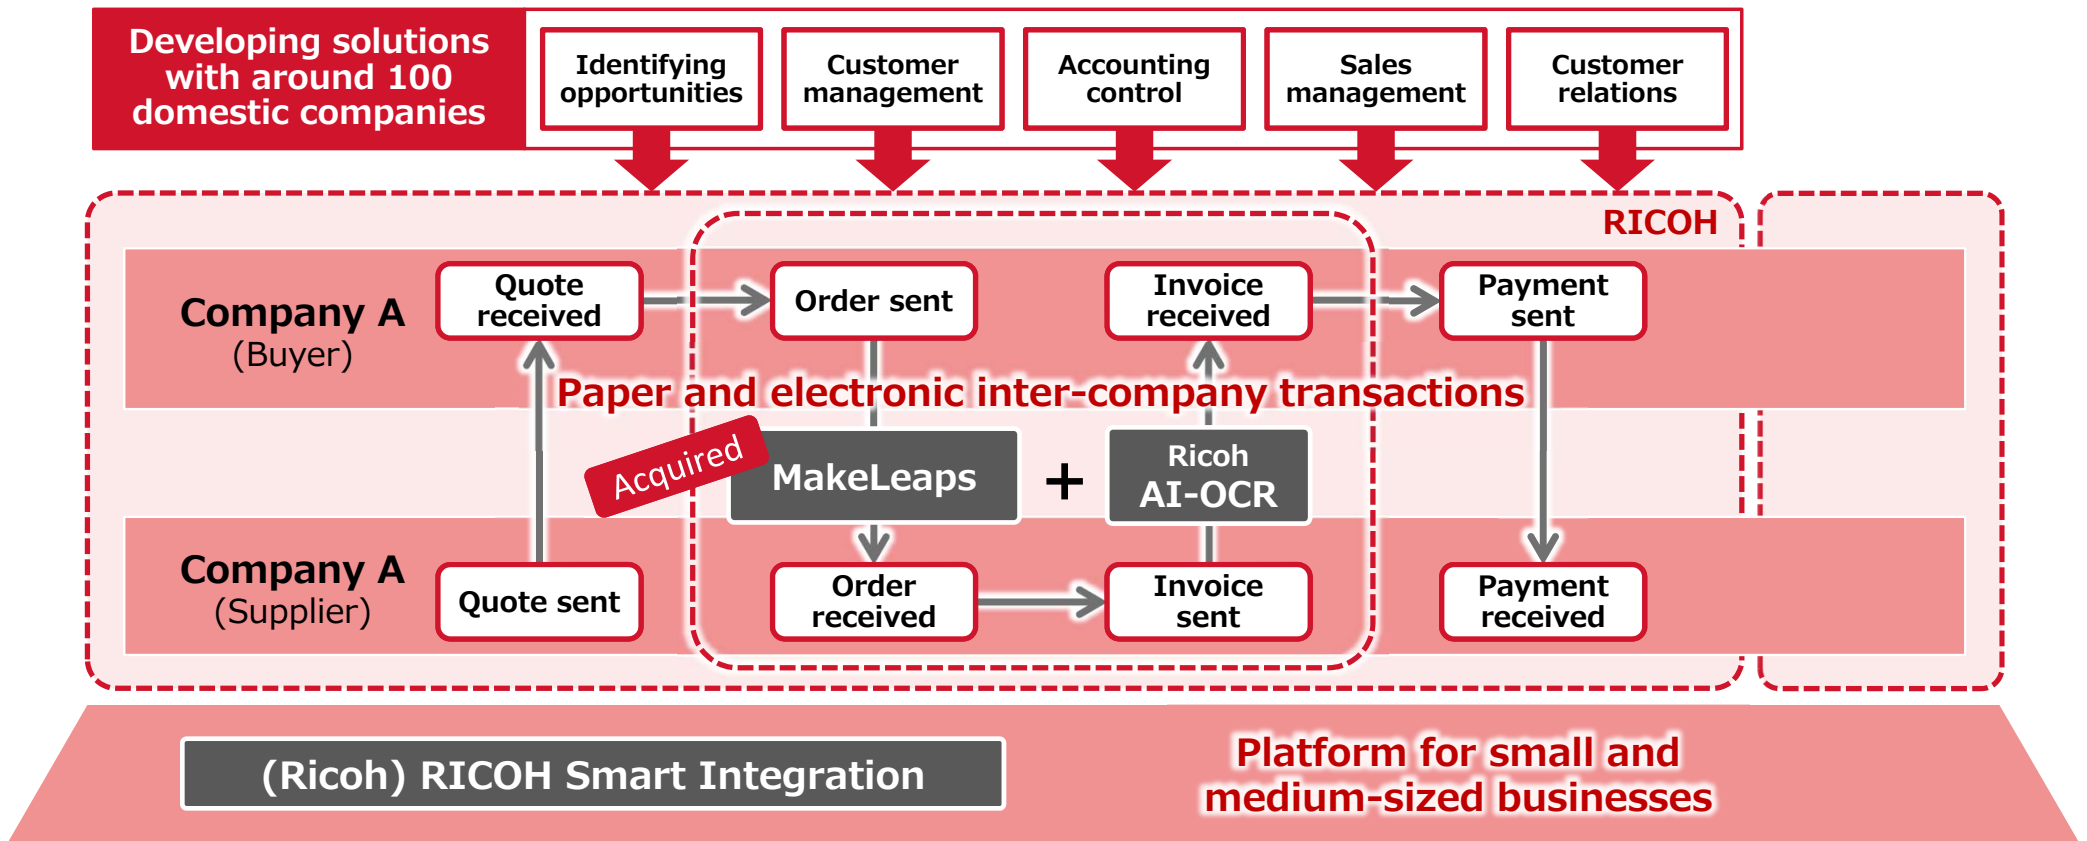 Developing solutions
with around 100
domestic companies
Identifying
opportunities
Customer
management
Accounting
control
Sales
management
Customer
relations
RICOH
Company A
(Buyer)
Quote
received
Order sent
Invoice
received
Payment
sent
Paper and electronic inter-company transactions
Acquired
MakeLeaps
+
Ricoh
AI-OCR
Company A
(Supplier)
Quote sent
Order
received
Invoice
sent
Payment
received
(Ricoh) RICOH Smart Integration
Platform for small and
medium-sized businesses